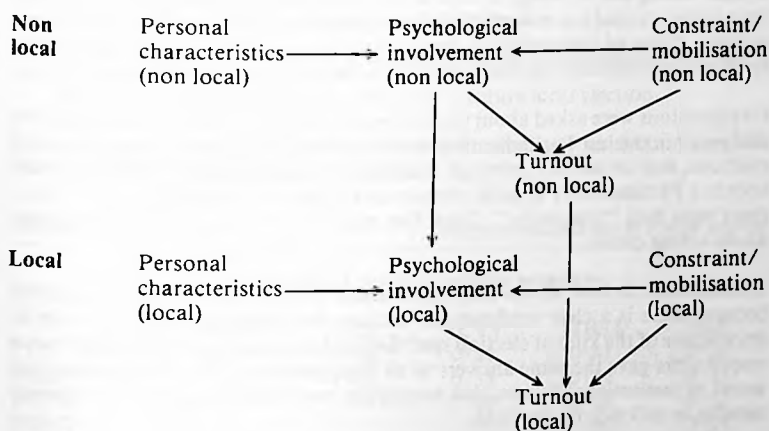 Non
local
Personal
characteristics
(non local)
Psychological
involvement
(non local)
Constraint/
mobilisation
(non local)
Turnout
(non local)
Local
Personal
characteristics
(local)
Psychological
involvement
(local)
Constraint/
mobilisation
(local)
Turnout
(local)